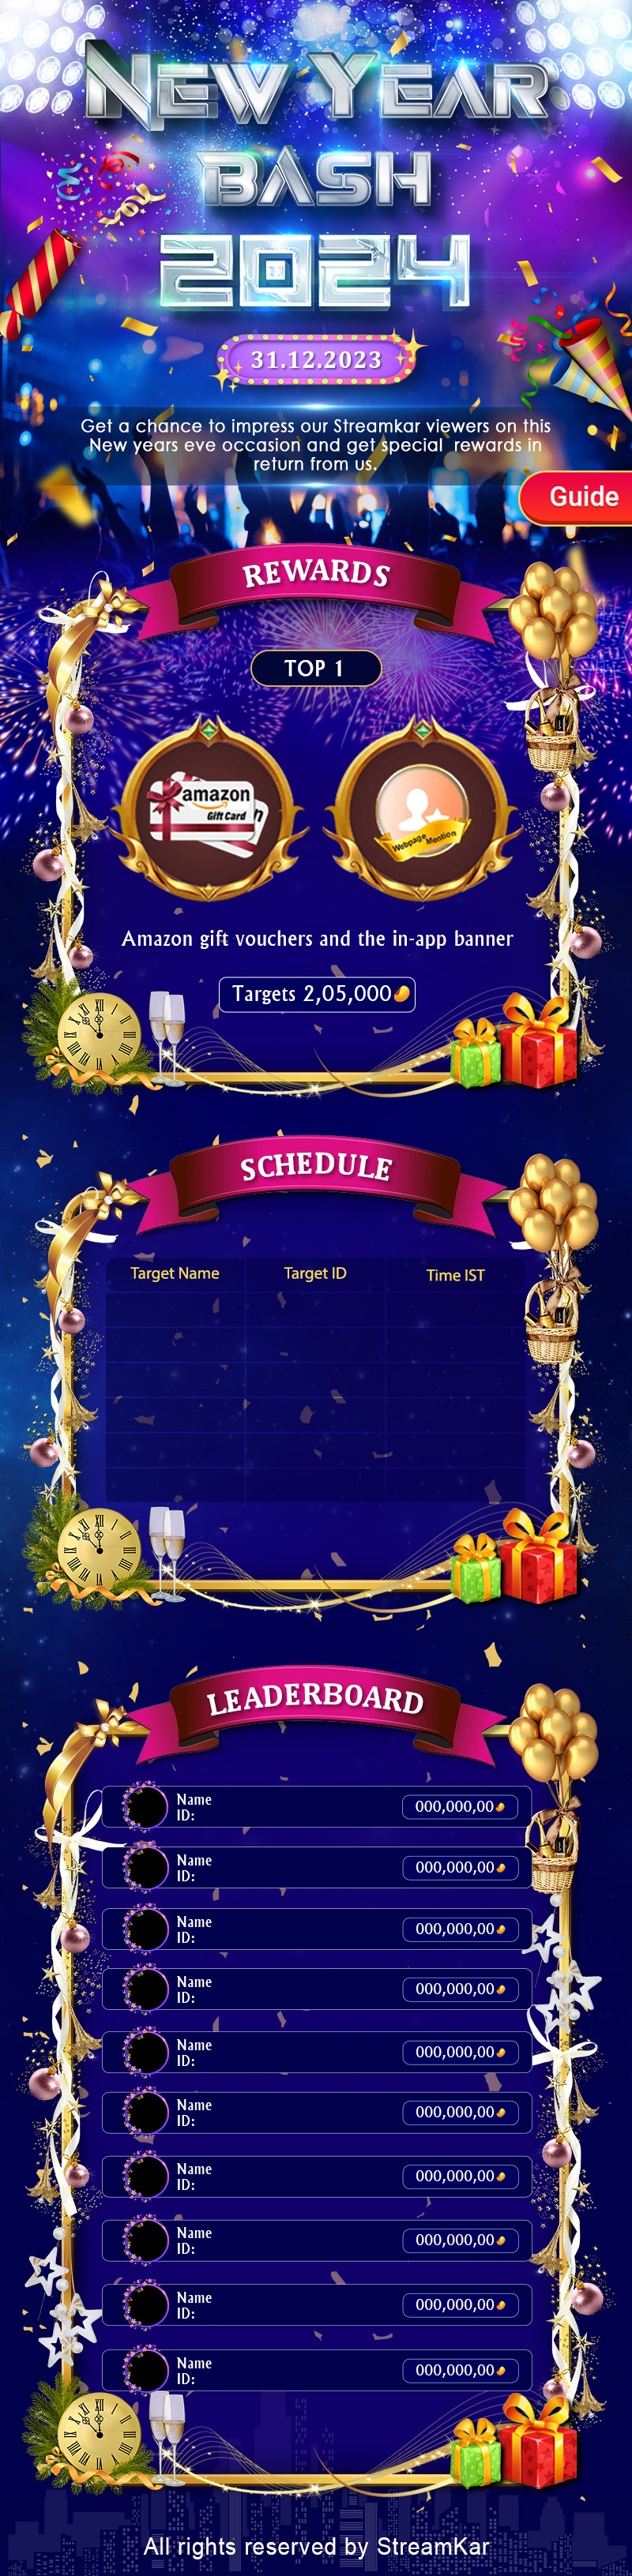 NEW YEAR
BASH
2024
31.12.2023
Get a chance to impress our Streamkar viewers on this
New years eve occasion and get special rewards in
return from us.
Guide
REWARDS
TOP 1
amazon
Gift Card
Webpage Mention
Amazon gift vouchers and the in-app banner
Targets 2,05,000
SCHEDULE
Target Name Target ID Time IST
LEADERBOARD
Name
ID:
000,000,00
Name
ID:
000,000,00
Name
ID:
000,000,00
Name
ID:
000,000,00
Name
ID:
000,000,00
Name
ID:
000,000,00
Name
ID:
000,000,00
Name
ID:
000,000,00
Name
ID:
000,000,00
Name
ID:
000,000,00
All rights reserved by StreamKar